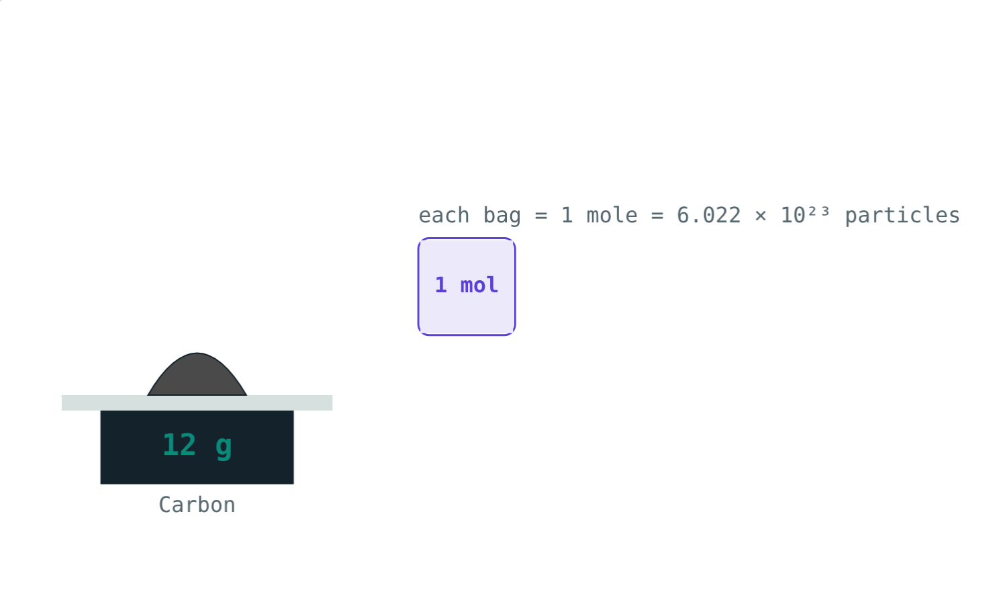 each bag = 1 mole = 6.022 × 10²³ particles
1 mol
12 g
Carbon